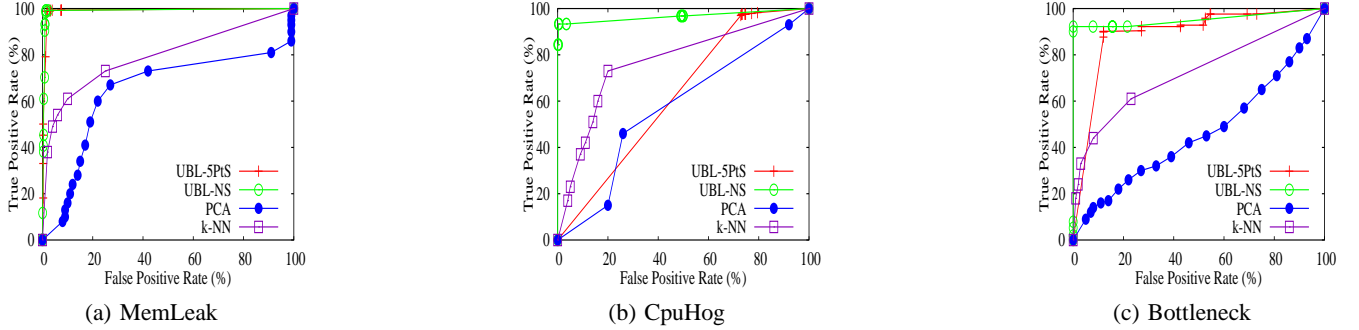 True Positive Rate (%)
100
80
60
40
20
0
UBL-5PtS
UBL-NS
PCA
k-NN
0 20 40 60 80 100
False Positive Rate (%)
(a) MemLeak
True Positive Rate (%)
100
80
60
40
20
0
UBL-5PtS
UBL-NS
PCA
k-NN
0 20 40 60 80 100
False Positive Rate (%)
(b) CpuHog
True Positive Rate (%)
100
80
60
40
20
0
UBL-5PtS
UBL-NS
PCA
k-NN
0 20 40 60 80 100
False Positive Rate (%)
(c) Bottleneck